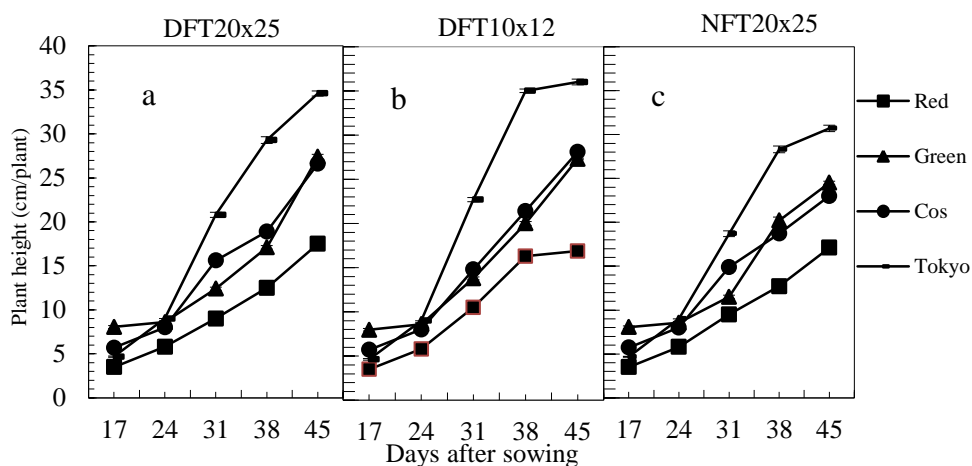 DFT20x25 DFT10x12 NFT20x25
Plant height (cm/plant)
40
35
30
25
20
15
10
5
0
a b c
Red
Green
Cos
Tokyo
17 24 31 38 45 17 24 31 38 45 17 24 31 38 45
Days after sowing